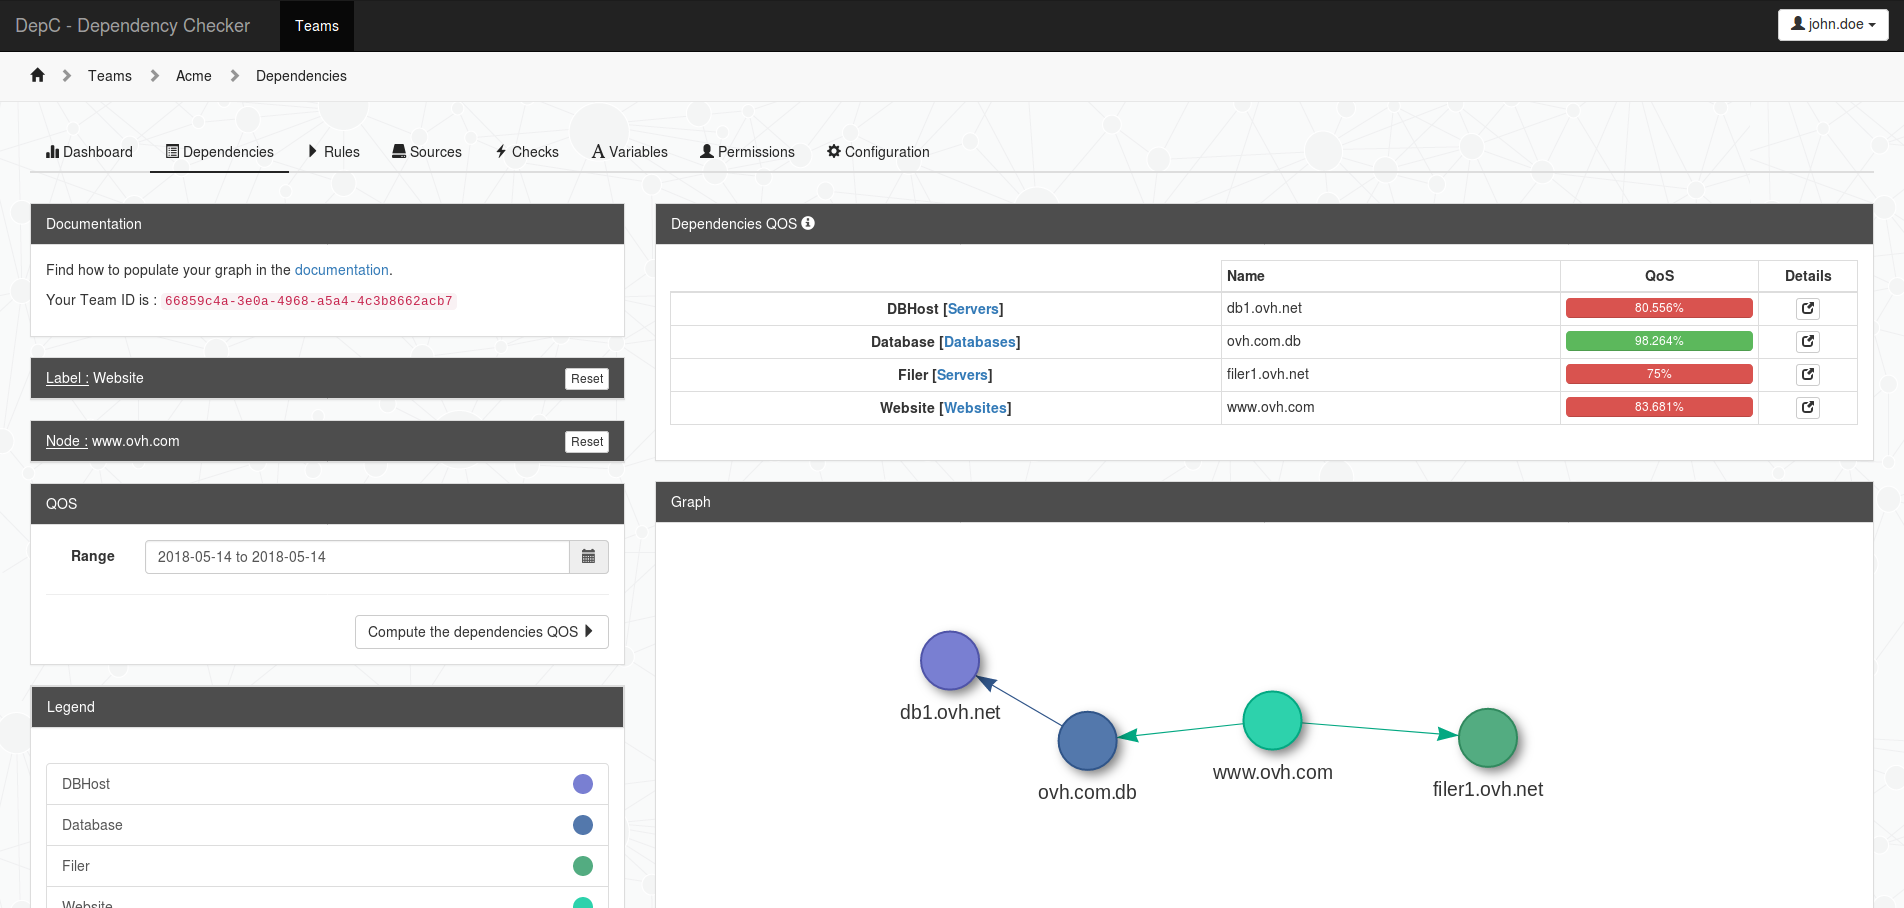 DepC - Dependency Checker
Teams
john.doe
Teams
Acme
Dependencies
Dashboard
Dependencies
Rules
Sources
Checks
Variables
Permissions
Configuration
Documentation
Find how to populate your graph in the documentation.
Your Team ID is : 66859c4a-3e0a-4968-a5a4-4c3b8662acb7
Label : Website
Reset
Node : www.ovh.com
Reset
QOS
Range
2018-05-14 to 2018-05-14
Compute the dependencies QOS
Legend
DBHost
Database
Filer
Website
Dependencies QOS
Name QoS Details
DBHost [Servers] db1.ovh.net 80.556%
Database [Databases] ovh.com.db 98.264%
Filer [Servers] filer1.ovh.net 75%
Website [Websites] www.ovh.com 83.681%
Graph
db1.ovh.net
ovh.com.db
www.ovh.com
filer1.ovh.net